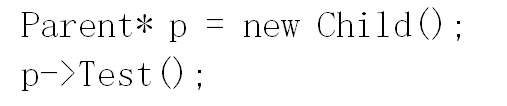 Parent* p = new Child();
p->Test();